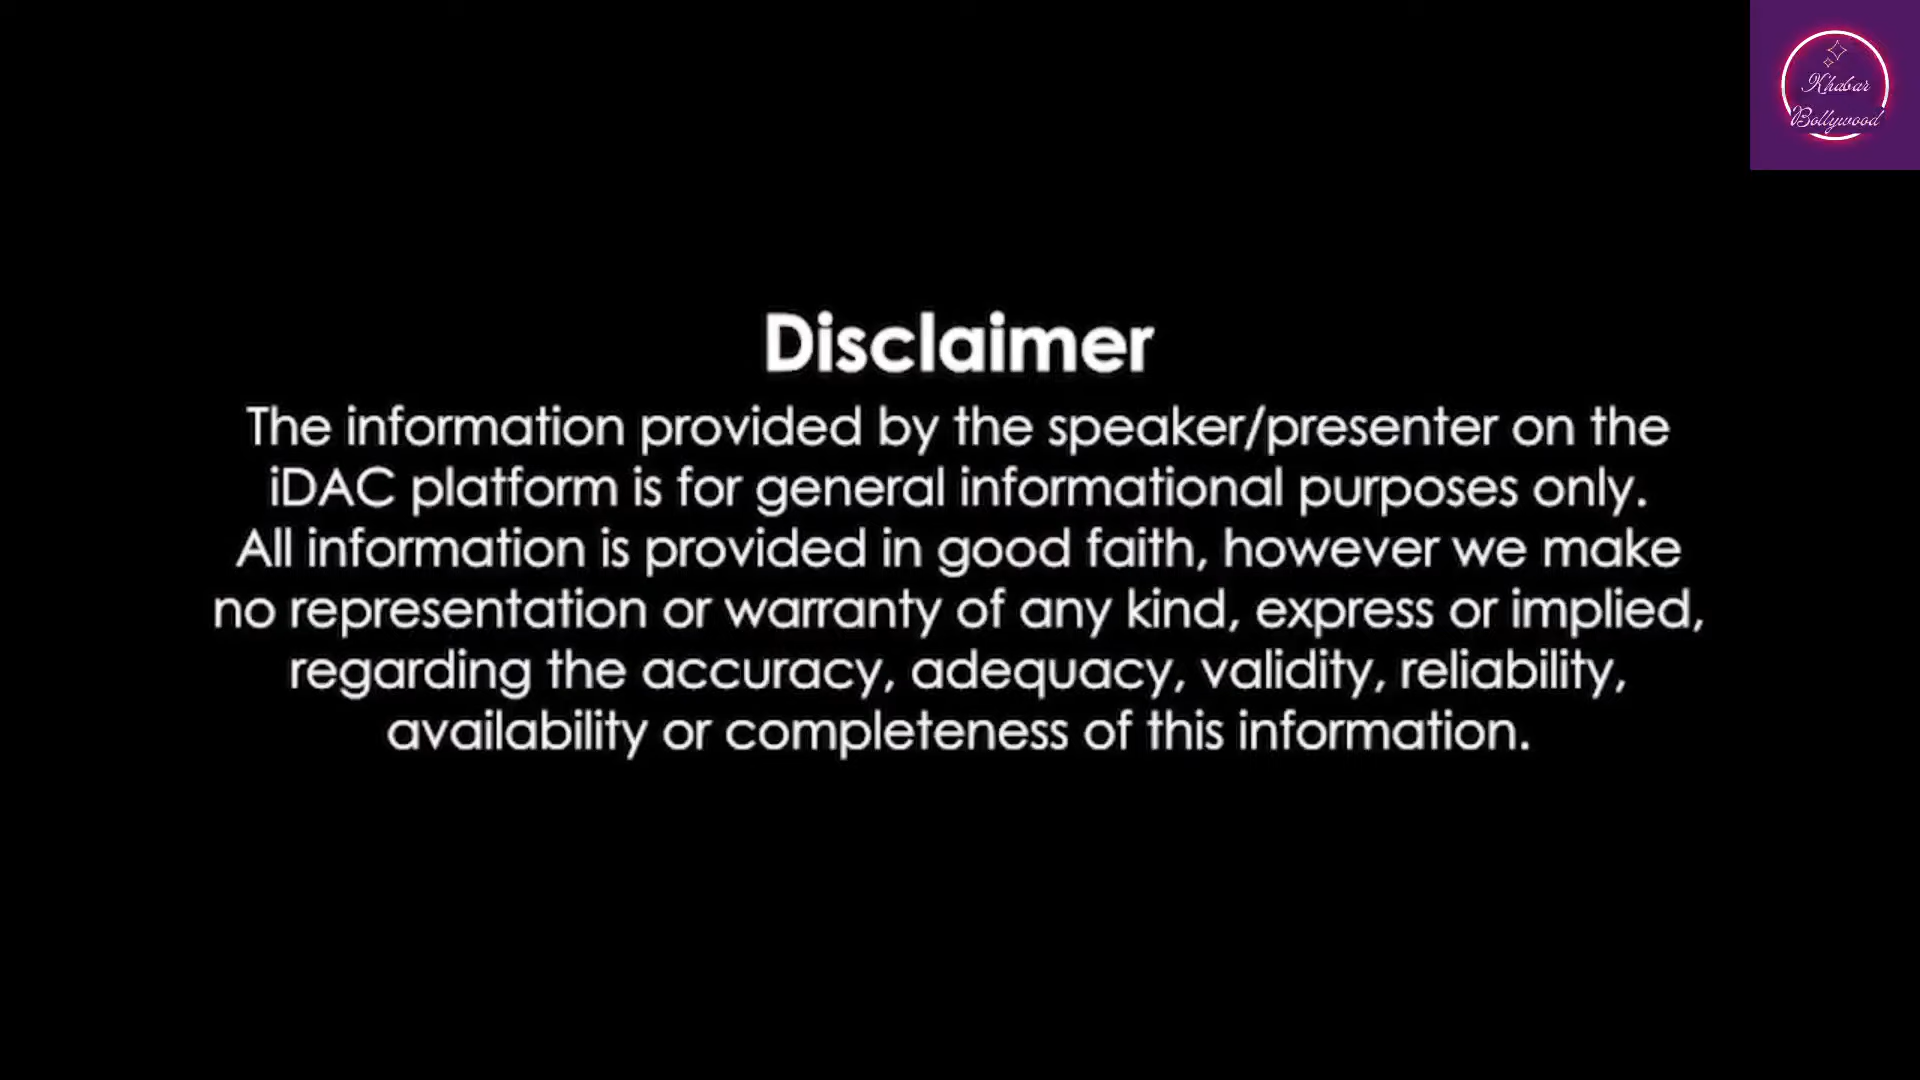 Khabar
Bollywood
Disclaimer
The information provided by the speaker/presenter on the
iDAC platform is for general informational purposes only.
All information is provided in good faith, however we make
no representation or warranty of any kind, express or implied,
regarding the accuracy, adequacy, validity, reliability,
availability or completeness of this information.